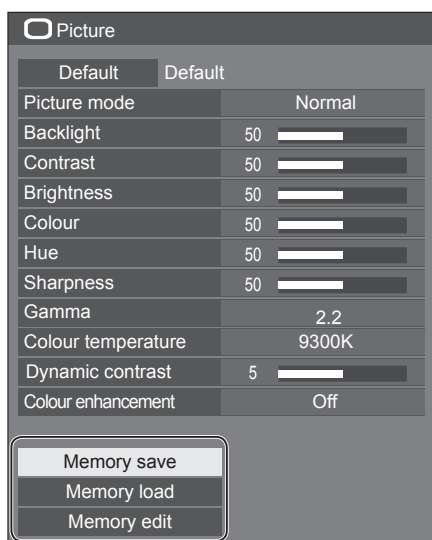 Picture
Default Default
Picture mode Normal
Backlight 50
Contrast 50
Brightness 50
Colour 50
Hue 50
Sharpness 50
Gamma 2.2
Colour temperature 9300K
Dynamic contrast 5
Colour enhancement Off
Memory save
Memory load
Memory edit